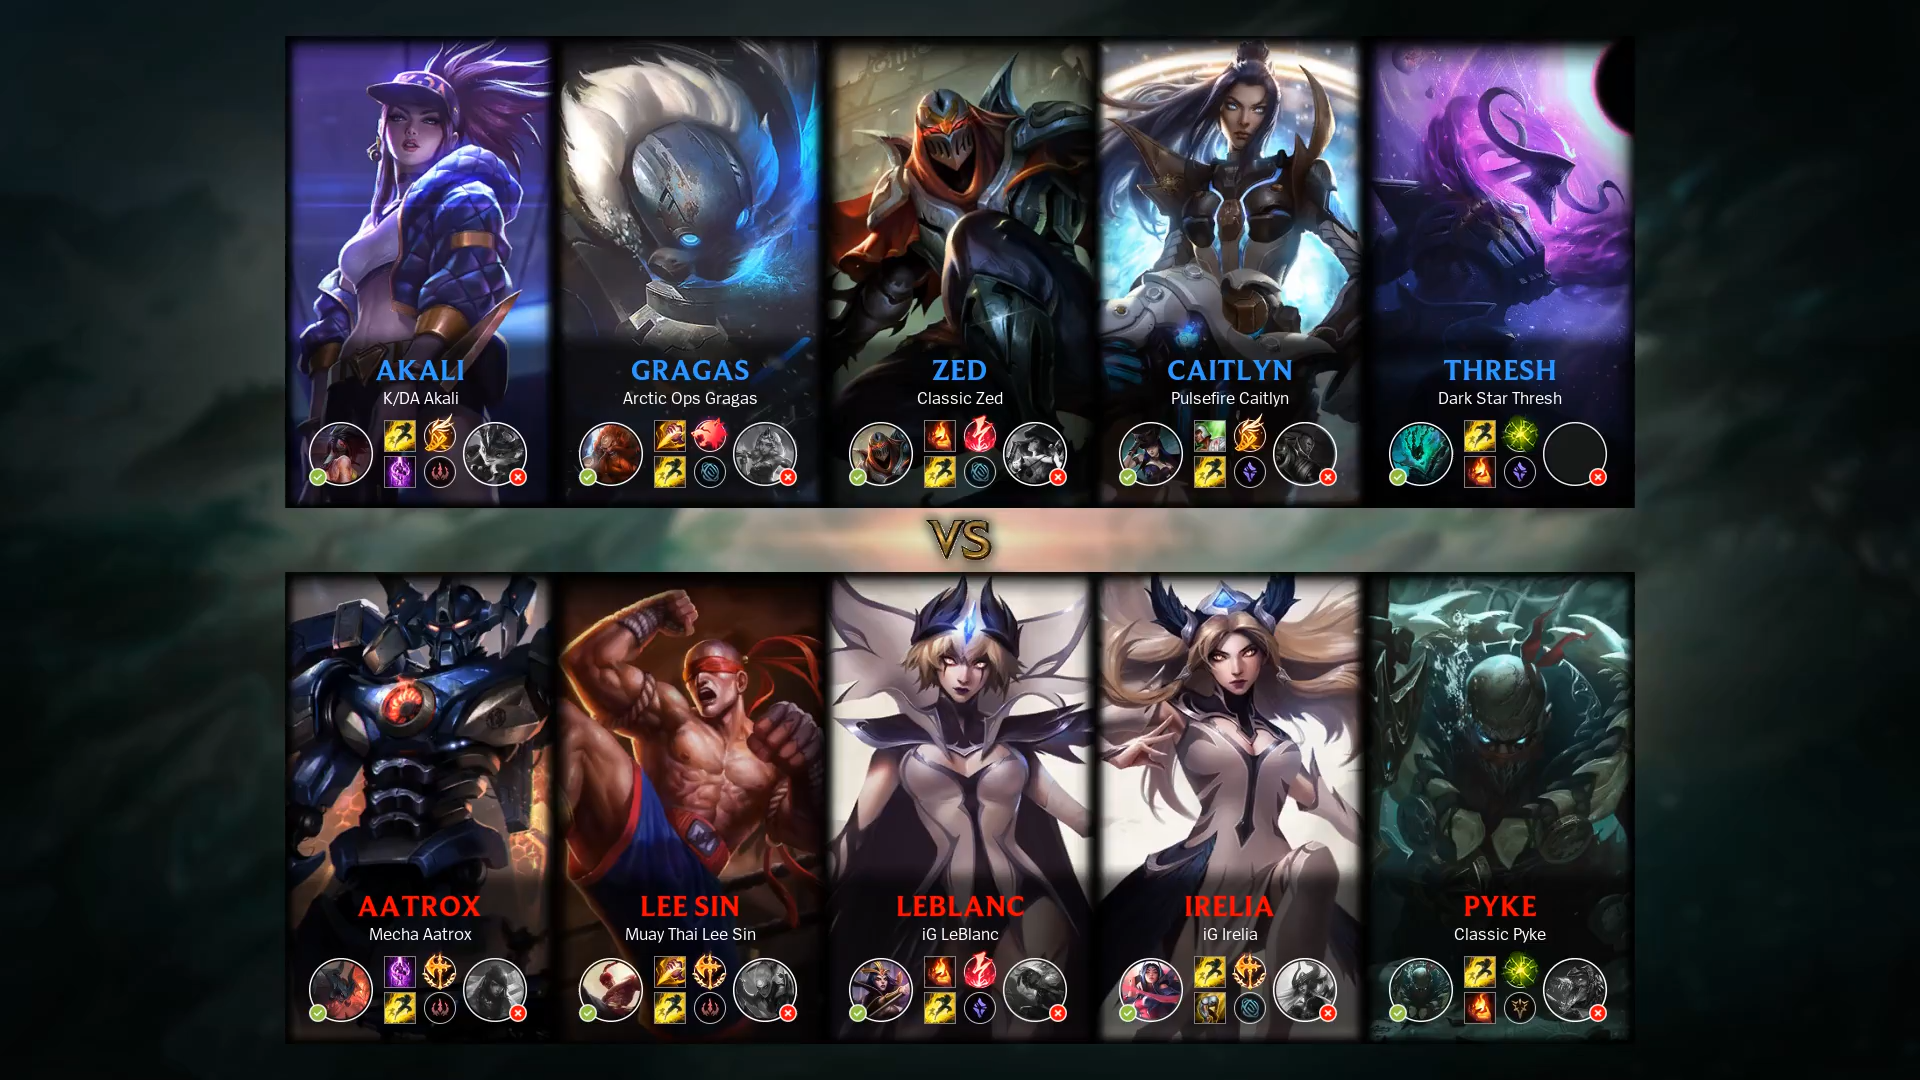 AKALI
K/DA Akali
GRAGAS
Arctic Ops Gragas
ZED
Classic Zed
CAITLYN
Pulsefire Caitlyn
THRESH
Dark Star Thresh
VS
AATROX
Mecha Aatrox
LEE SIN
Muay Thai Lee Sin
LEBLANC
iG LeBlanc
IRELIA
iG Irelia
PYKE
Classic Pyke